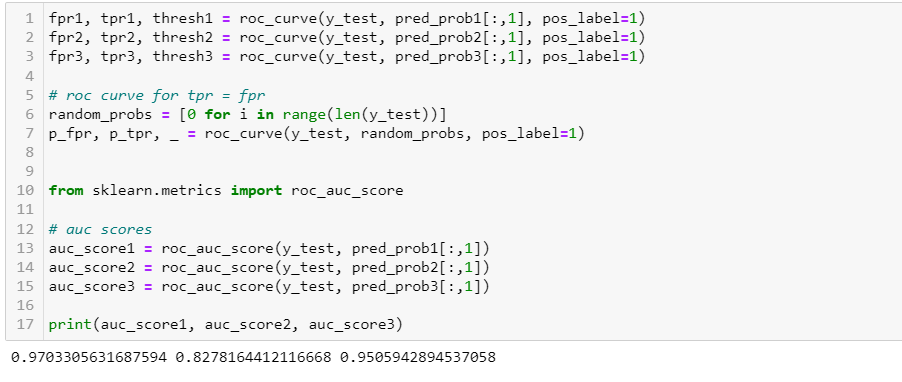 1 fpr1, tpr1, thresh1 = roc_curve(y_test, pred_prob1[:,1], pos_label=1)
2 fpr2, tpr2, thresh2 = roc_curve(y_test, pred_prob2[:,1], pos_label=1)
3 fpr3, tpr3, thresh3 = roc_curve(y_test, pred_prob3[:,1], pos_label=1)
4
5 # roc curve for tpr = fpr
6 random_probs = [0 for i in range(len(y_test))]
7 p_fpr, p_tpr, _ = roc_curve(y_test, random_probs, pos_label=1)
8
9
10 from sklearn.metrics import roc_auc_score
11
12 # auc scores
13 auc_score1 = roc_auc_score(y_test, pred_prob1[:,1])
14 auc_score2 = roc_auc_score(y_test, pred_prob2[:,1])
15 auc_score3 = roc_auc_score(y_test, pred_prob3[:,1])
16
17 print(auc_score1, auc_score2, auc_score3)
0.9703305631687594 0.8278164412116668 0.9505942894537058